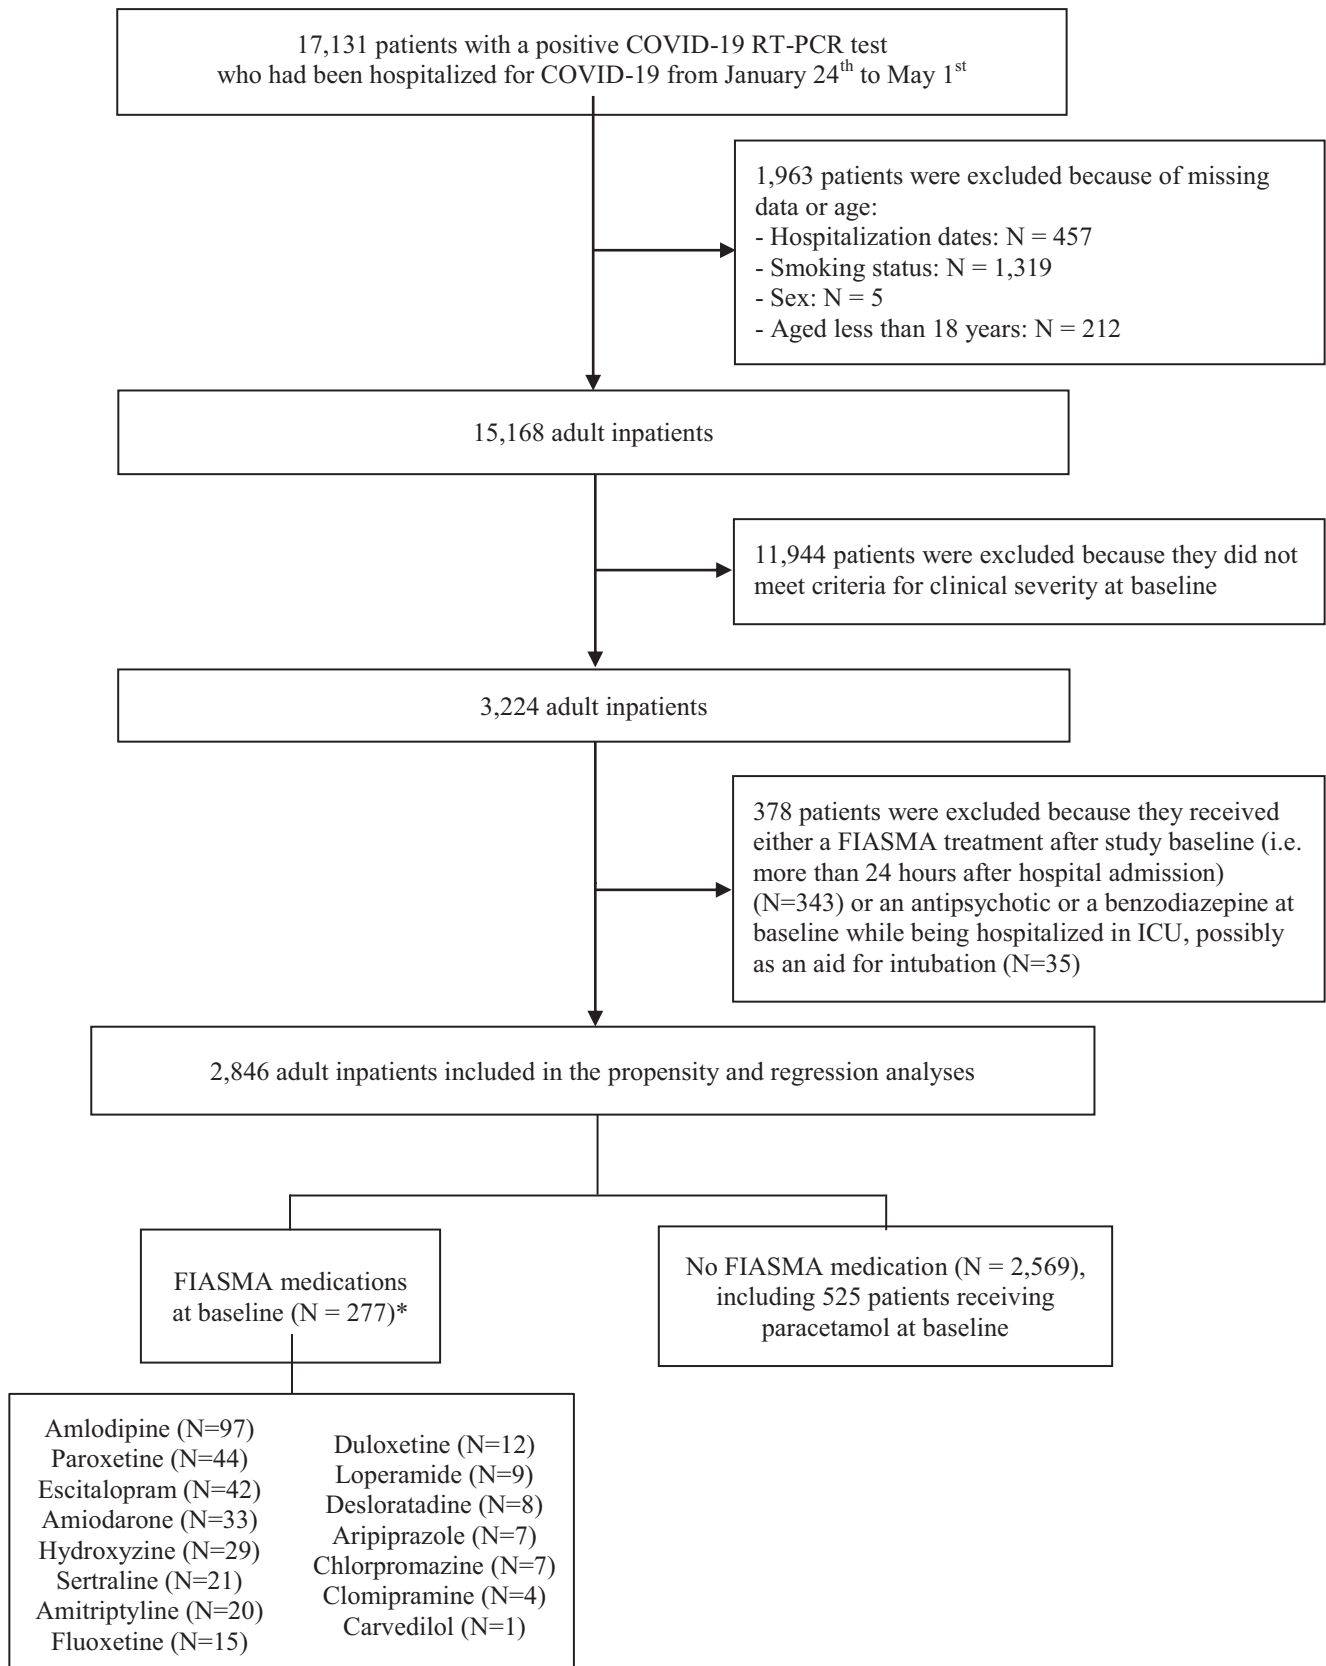 17,131 patients with a positive COVID-19 RT-PCR test
who had been hospitalized for COVID-19 from January 24th to May 1st
1,963 patients were excluded because of missing
data or age:
- Hospitalization dates: N = 457
- Smoking status: N = 1,319
- Sex: N = 5
- Aged less than 18 years: N = 212
15,168 adult inpatients
11,944 patients were excluded because they did not
meet criteria for clinical severity at baseline
3,224 adult inpatients
378 patients were excluded because they received
either a FIASMA treatment after study baseline (i.e.
more than 24 hours after hospital admission)
(N=343) or an antipsychotic or a benzodiazepine at
baseline while being hospitalized in ICU, possibly
as an aid for intubation (N=35)
2,846 adult inpatients included in the propensity and regression analyses
FIASMA medications
at baseline (N = 277)*
No FIASMA medication (N = 2,569),
including 525 patients receiving
paracetamol at baseline
Amlodipine (N=97)
Paroxetine (N=44)
Escitalopram (N=42)
Amiodarone (N=33)
Hydroxyzine (N=29)
Sertraline (N=21)
Amitriptyline (N=20)
Fluoxetine (N=15)
Duloxetine (N=12)
Loperamide (N=9)
Desloratadine (N=8)
Aripiprazole (N=7)
Chlorpromazine (N=7)
Clomipramine (N=4)
Carvedilol (N=1)